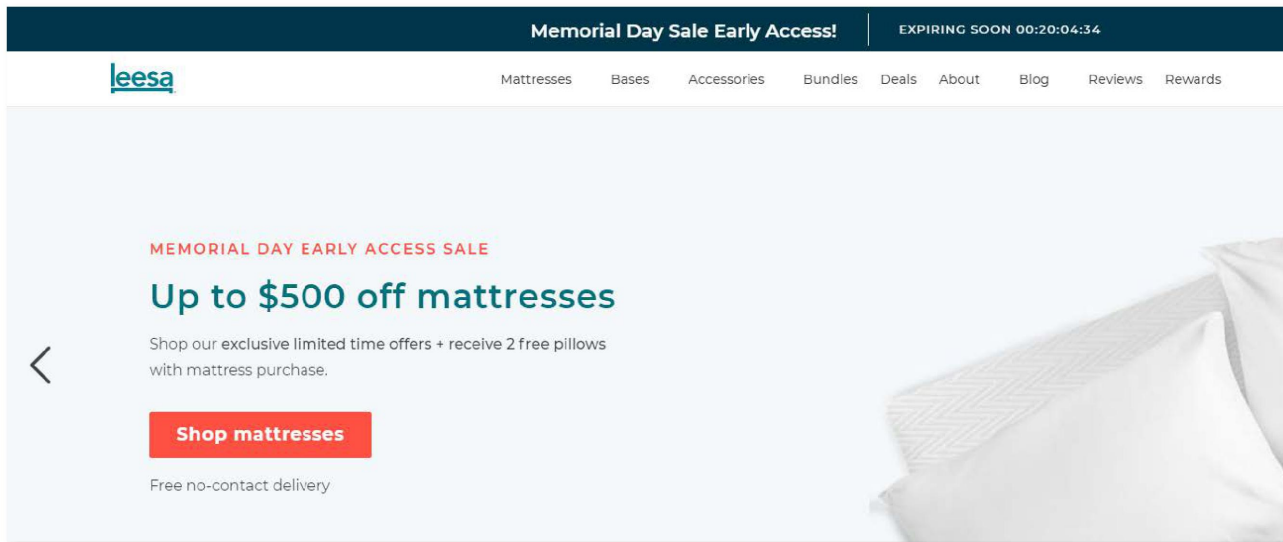 Memorial Day Sale Early Access! EXPIRING SOON 00:20:04:34
leesa Mattresses Bases Accessories Bundles Deals About Blog Reviews Rewards
MEMORIAL DAY EARLY ACCESS SALE
Up to $500 off mattresses
Shop our exclusive limited time offers + receive 2 free pillows
with mattress purchase.
Shop mattresses
Free no-contact delivery